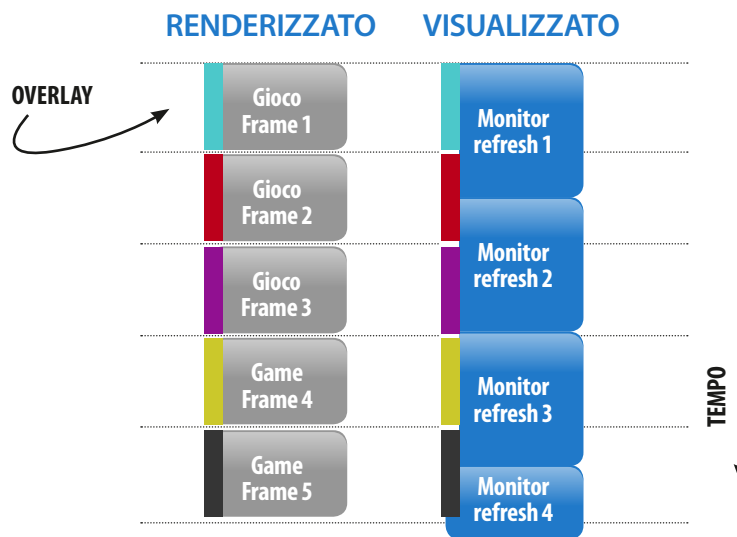 RENDERIZZATO
VISUALIZZATO
OVERLAY
Gioco
Frame 1
Gioco
Frame 2
Gioco
Frame 3
Game
Frame 4
Game
Frame 5
Monitor
refresh 1
Monitor
refresh 2
Monitor
refresh 3
Monitor
refresh 4
TEMPO